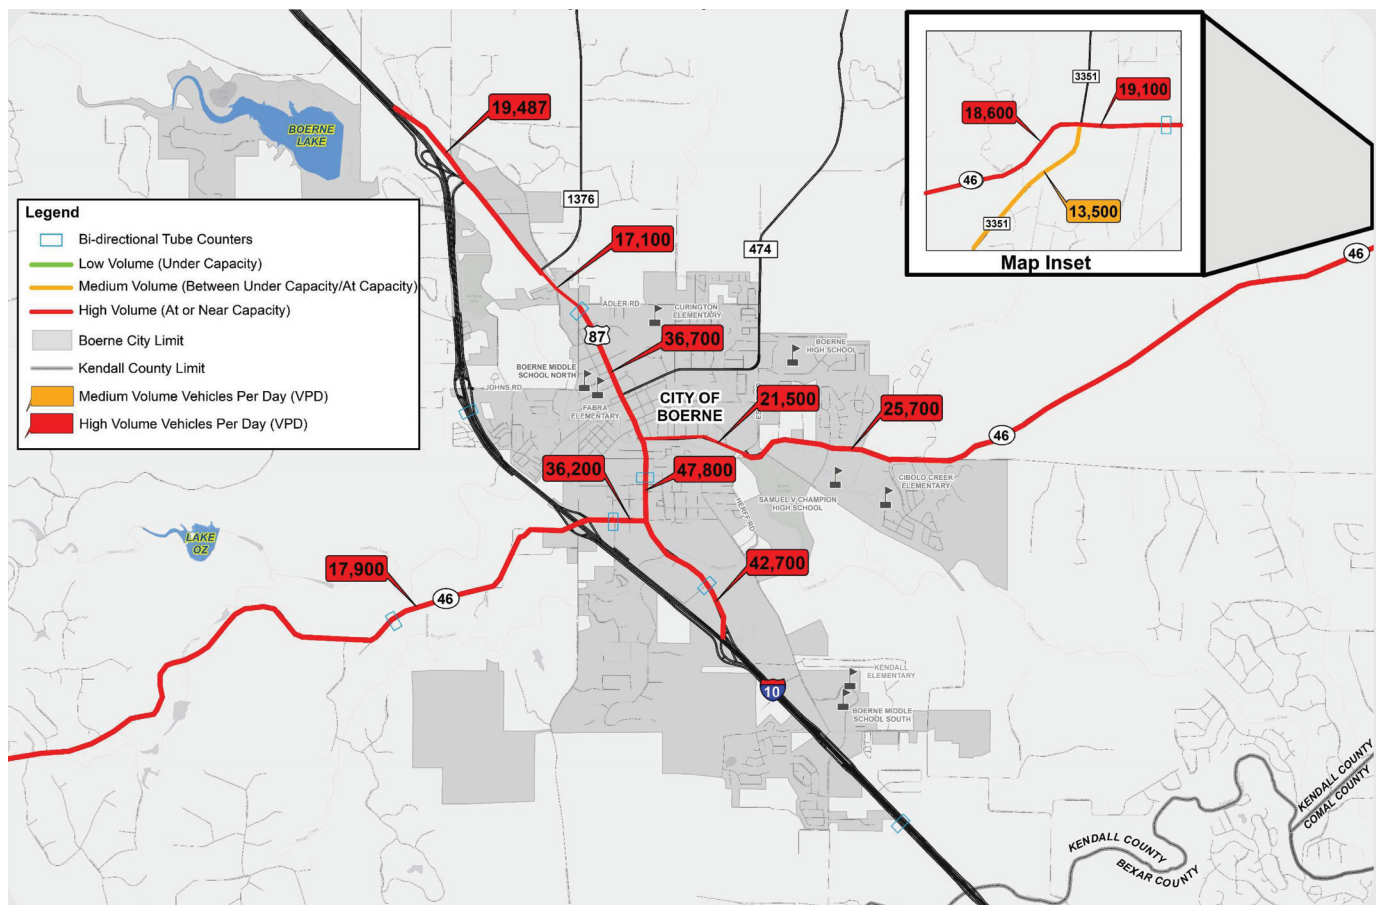 19,487
BOERNE
LAKE
1376
17,100
474
3351
19,100
18,600
46
3351
13,500
Map Inset
46
Legend
Bi-directional Tube Counters
Low Volume (Under Capacity)
Medium Volume (Between Under Capacity/At Capacity)
High Volume (At or Near Capacity)
Boerne City Limit
Kendall County Limit
Medium Volume Vehicles Per Day (VPD)
High Volume Vehicles Per Day (VPD)
ADLER RD
CURINGTON
ELEMENTARY
87
36,700
BOERNE
HIGH SCHOOL
BOERNE MIDDLE
SCHOOL NORTH
JOHNS RD
FABRA
ELEMENTARY
CITY OF
BOERNE
21,500
25,700
46
36,200
47,800
CIBOLO CREEK
ELEMENTARY
SAMUEL V CHAMPION
HIGH SCHOOL
HERFF RD
LAKE
OZ
17,900
46
42,700
KENDALL
ELEMENTARY
10
BOERNE MIDDLE
SCHOOL SOUTH
KENDALL COUNTY
COMAL COUNTY
KENDALL COUNTY
BEXAR COUNTY